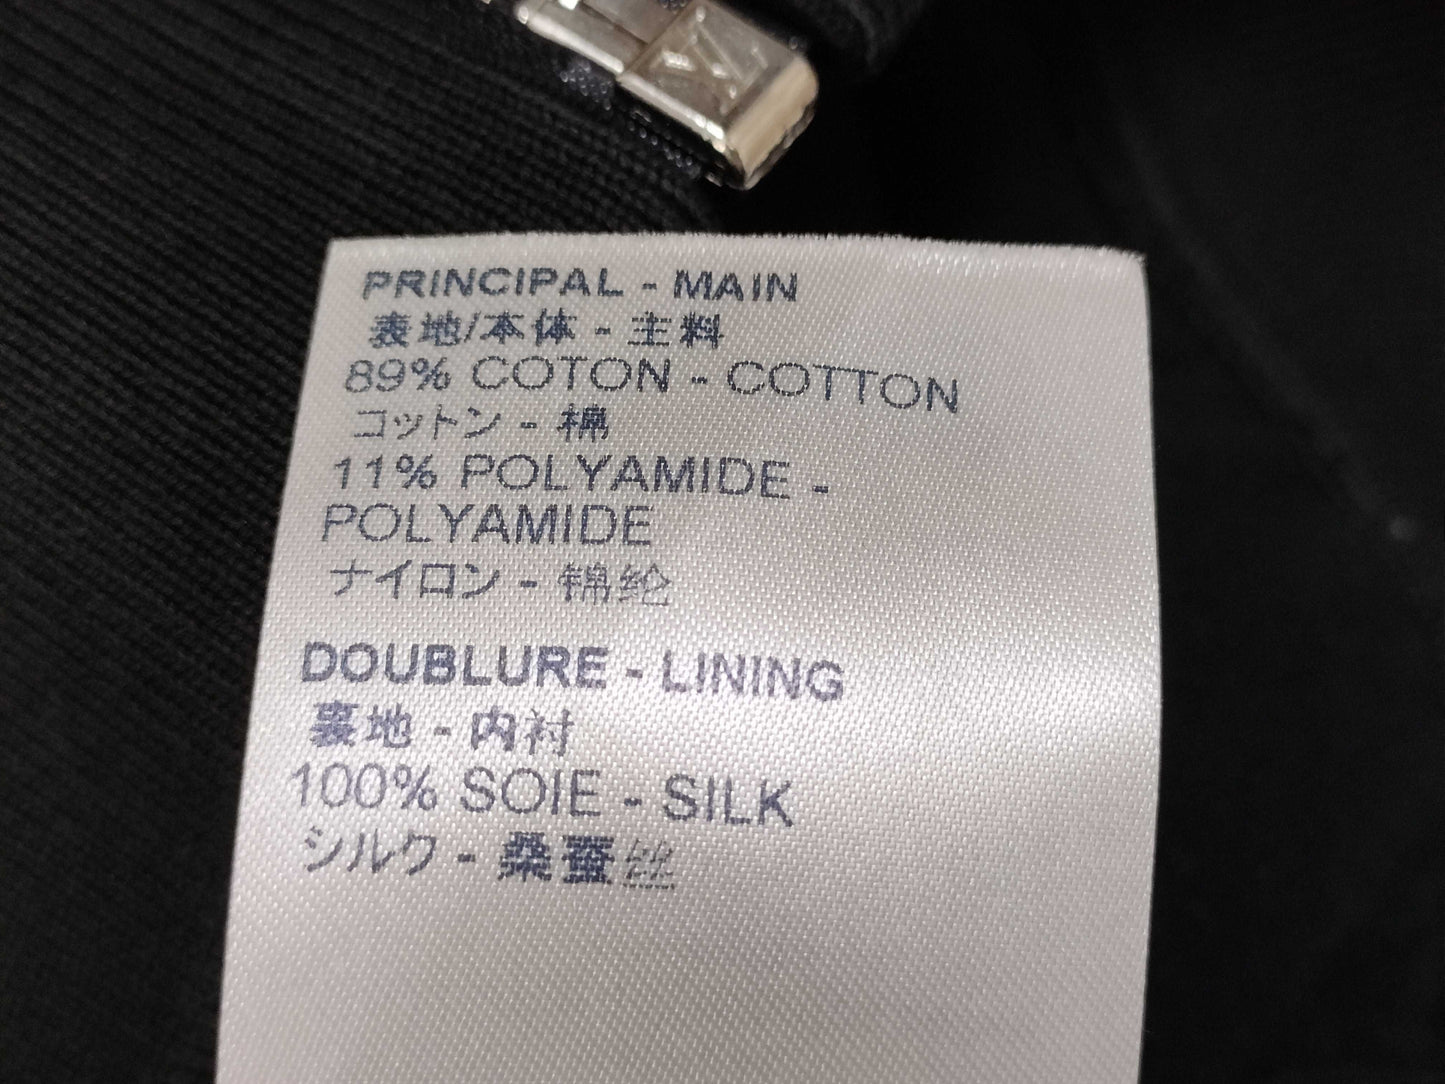 LV
PRINCIPAL - MAIN
表地/本体 - 主料
89% COTON - COTTON
コットン - 棉
11% POLYAMIDE -
POLYAMIDE
ナイロン - 锦纶
DOUBLURE - LINING
裏地 - 内衬
100% SOIE - SILK
シルク - 桑蚕丝